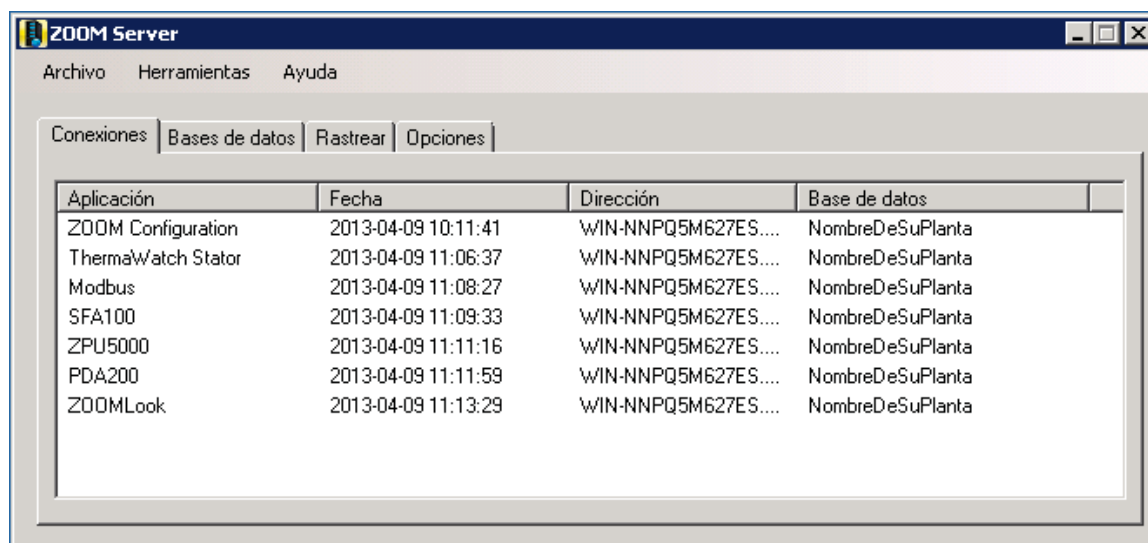 ZOOM Server
Archivo Herramientas Ayuda
Conexiones Bases de datos Rastrear Opciones
Aplicación Fecha Dirección Base de datos
ZOOM Configuration 2013-04-09 10:11:41 WIN-NNPQ5M627ES.... NombreDeSuPlanta
ThermaWatch Stator 2013-04-09 11:06:37 WIN-NNPQ5M627ES.... NombreDeSuPlanta
Modbus 2013-04-09 11:08:27 WIN-NNPQ5M627ES.... NombreDeSuPlanta
SFA100 2013-04-09 11:09:33 WIN-NNPQ5M627ES.... NombreDeSuPlanta
ZPU5000 2013-04-09 11:11:16 WIN-NNPQ5M627ES.... NombreDeSuPlanta
PDA200 2013-04-09 11:11:59 WIN-NNPQ5M627ES.... NombreDeSuPlanta
ZOOMLook 2013-04-09 11:13:29 WIN-NNPQ5M627ES.... NombreDeSuPlanta